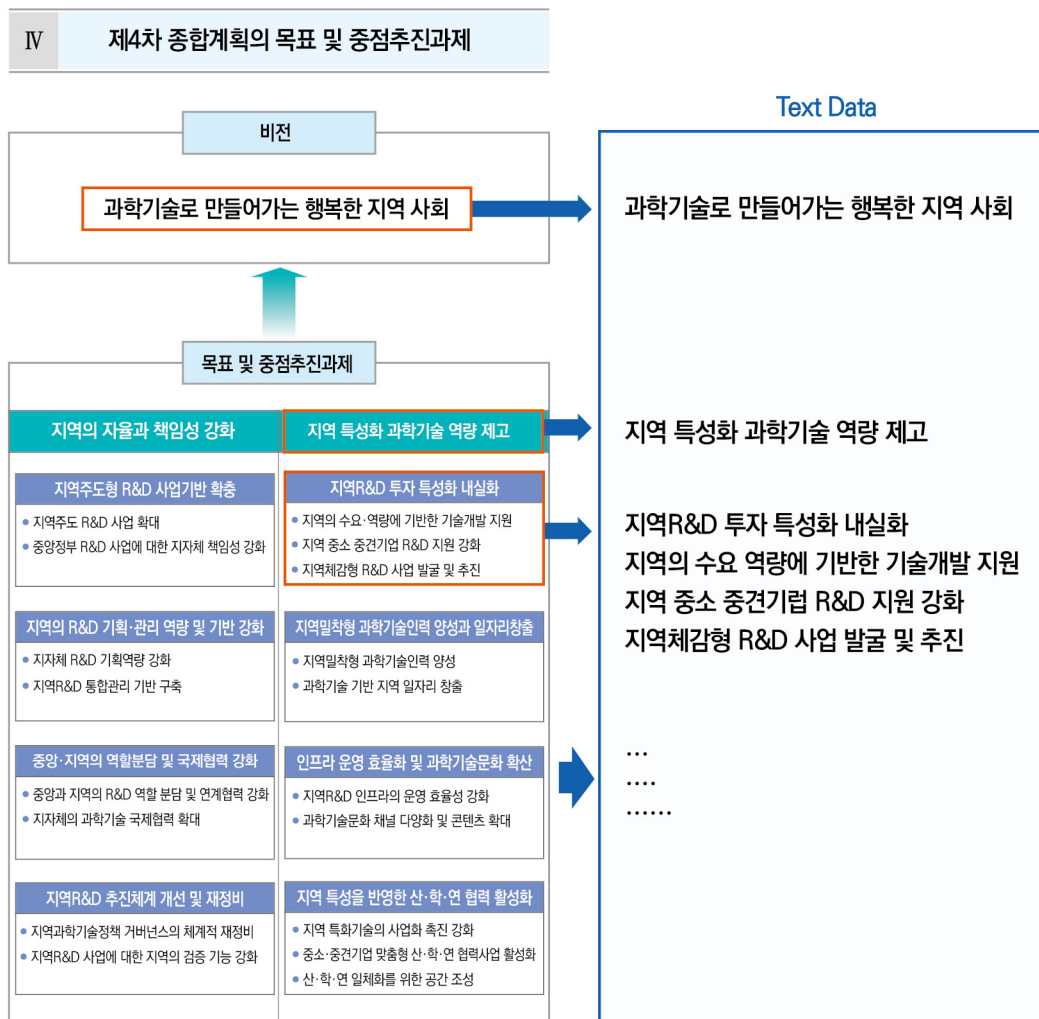 Ⅳ 제4차 종합계획의 목표 및 중점추진과제
비전
과학기술로 만들어가는 행복한 지역 사회
목표 및 중점추진과제
지역의 자율과 책임성 강화
지역주도형 R&D 사업기반 확충
• 지역주도 R&D 사업 확대
• 중앙정부 R&D 사업에 대한 지자체 책임성 강화
지역의 R&D 기획·관리 역량 및 기반 강화
• 지자체 R&D 기획역량 강화
• 지역R&D 통합관리 기반 구축
중앙·지역의 역할분담 및 국제협력 강화
• 중앙과 지역의 R&D 역할 분담 및 연계협력 강화
• 지자체의 과학기술 국제협력 확대
지역R&D 추진체계 개선 및 재정비
• 지역과학기술정책 거버넌스의 체계적 재정비
• 지역R&D 사업에 대한 지역의 검증 기능 강화
지역 특성화 과학기술 역량 제고
지역R&D 투자 특성화 내실화
• 지역의 수요·역량에 기반한 기술개발 지원
• 지역 중소 중견기업 R&D 지원 강화
• 지역체감형 R&D 사업 발굴 및 추진
지역밀착형 과학기술인력 양성과 일자리창출
• 지역밀착형 과학기술인력 양성
• 과학기술 기반 지역 일자리 창출
인프라 운영 효율화 및 과학기술문화 확산
• 지역R&D 인프라의 운영 효율성 강화
• 과학기술문화 채널 다양화 및 콘텐츠 확대
지역 특성을 반영한 산·학·연 협력 활성화
• 지역 특화기술의 사업화 촉진 강화
• 중소·중견기업 맞춤형 산·학·연 협력사업 활성화
• 산·학·연 일체화를 위한 공간 조성
Text Data
과학기술로 만들어가는 행복한 지역 사회
지역 특성화 과학기술 역량 제고
지역R&D 투자 특성화 내실화
지역의 수요 역량에 기반한 기술개발 지원
지역 중소 중견기럽 R&D 지원 강화
지역체감형 R&D 사업 발굴 및 추진
...
....
......